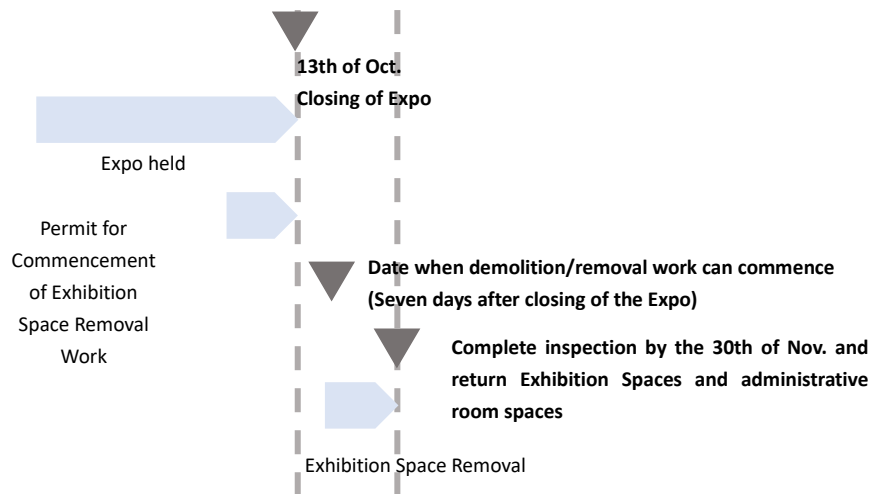 13th of Oct.
Closing of Expo
Expo held
Permit for
Commencement
of Exhibition
Space Removal
Work
Date when demolition/removal work can commence
(Seven days after closing of the Expo)
Complete inspection by the 30th of Nov. and
return Exhibition Spaces and administrative
room spaces
Exhibition Space Removal